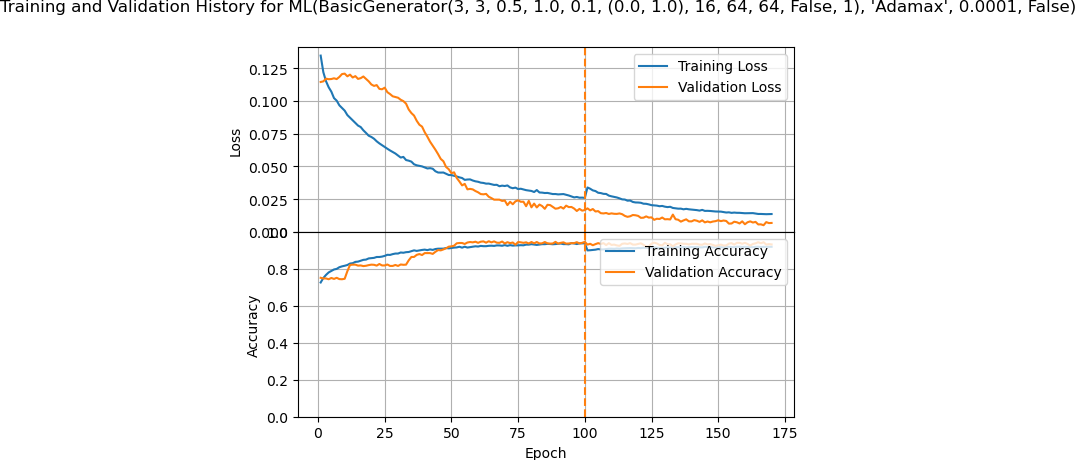 Training and Validation History for ML(BasicGenerator(3, 3, 0.5, 1.0, 0.1, (0.0, 1.0), 16, 64, 64, False, 1), 'Adamax', 0.0001, False)
Loss
0.125
0.100
0.075
0.050
0.025
0.000
Training Loss
Validation Loss
Accuracy
1.0
0.8
0.6
0.4
0.2
0.0
Training Accuracy
Validation Accuracy
0 25 50 75 100 125 150 175
Epoch